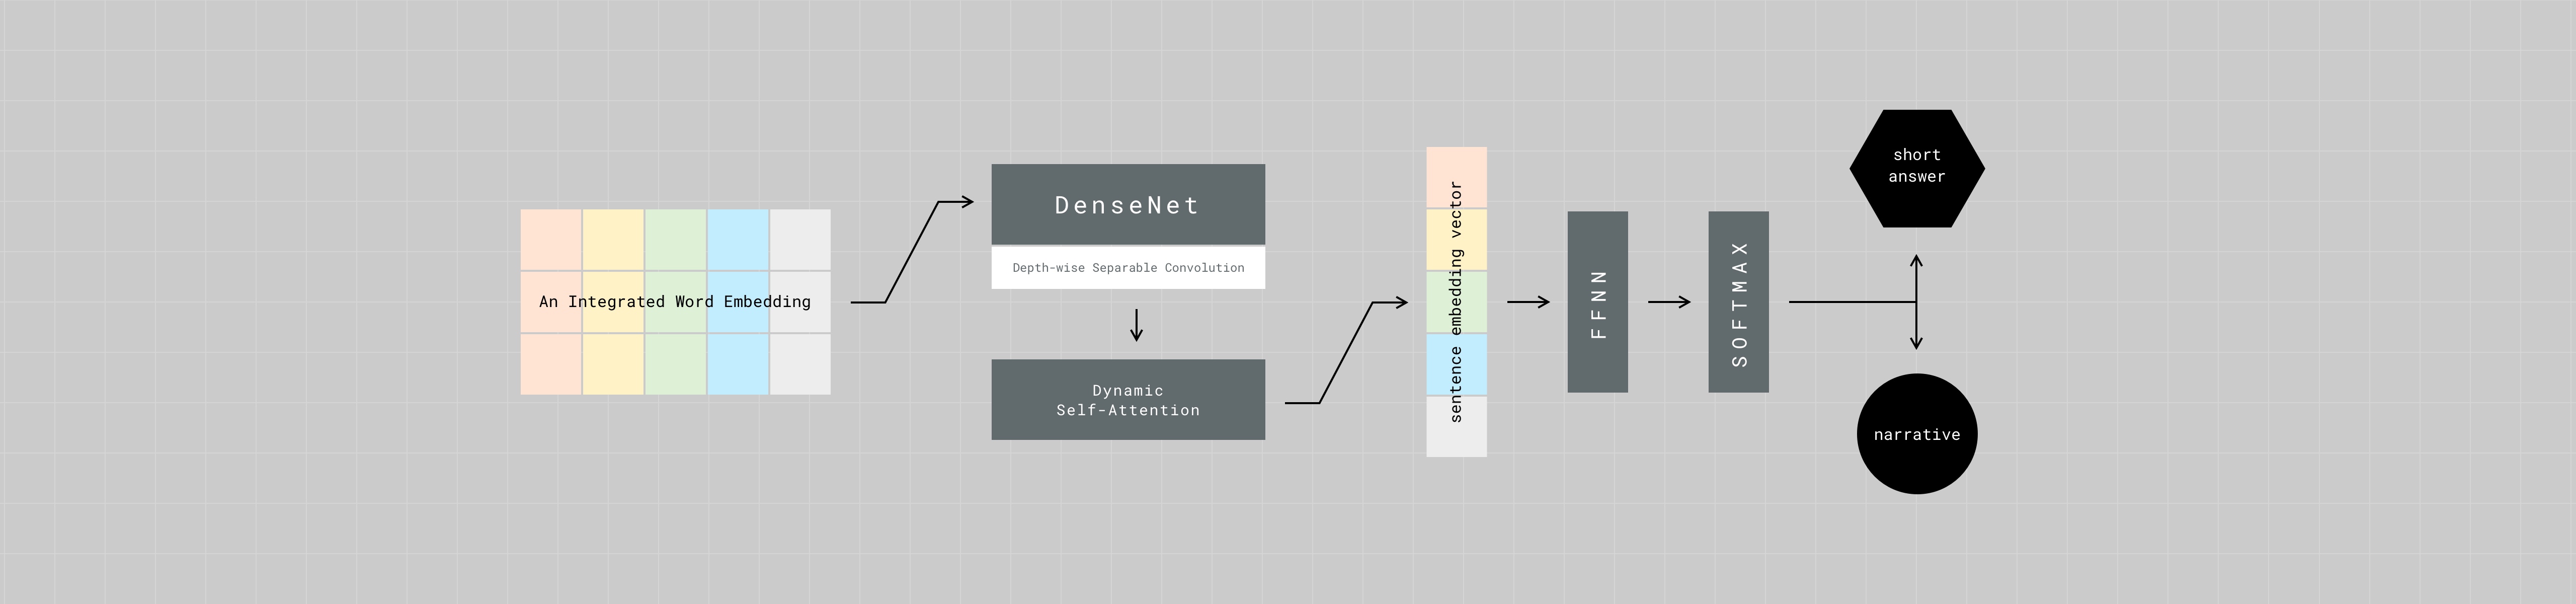 An Integrated Word Embedding
DenseNet
Depth-wise Separable Convolution
Dynamic
Self-Attention
sentence embedding vector
FFNN
SOFTMAX
short
answer
narrative